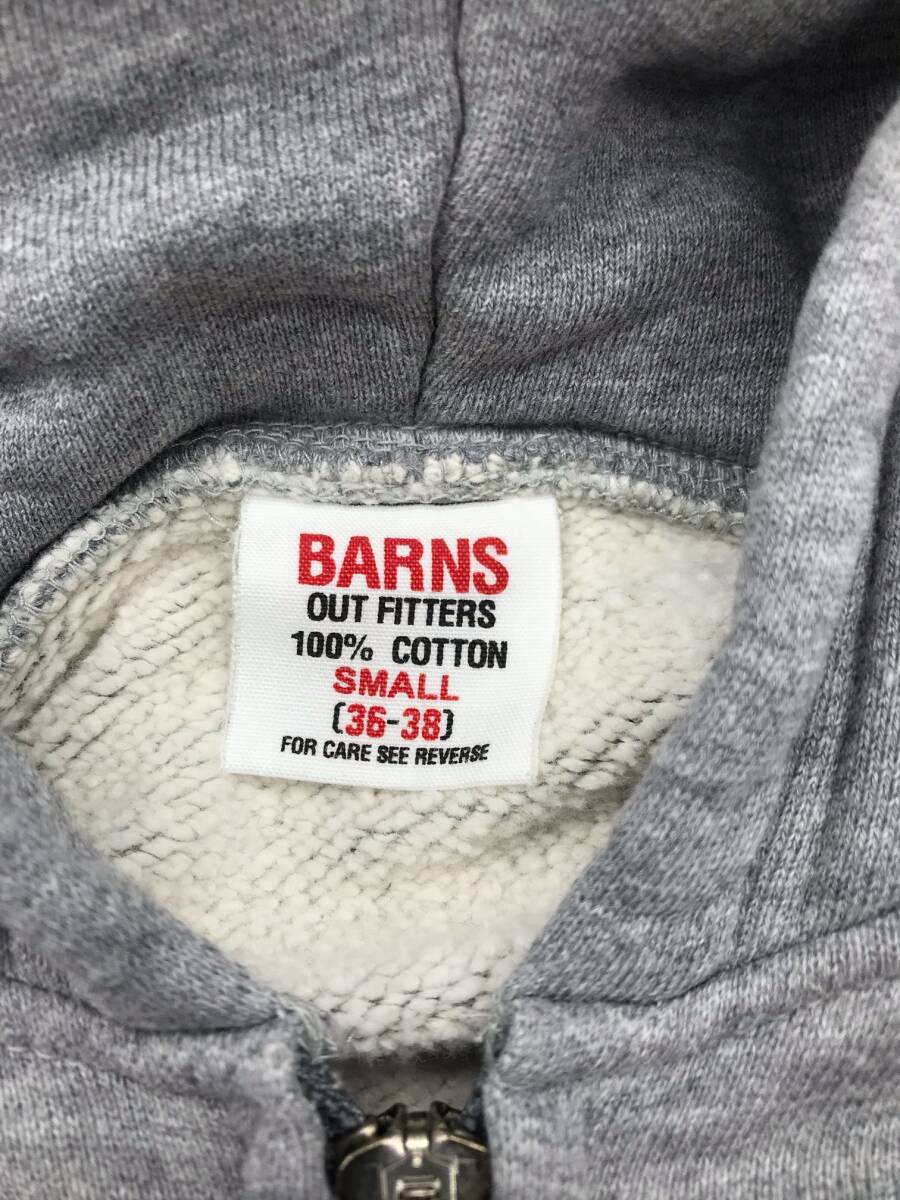 BARNS
OUT FITTERS
100% COTTON
SMALL
(36-38)
FOR CARE SEE REVERSE